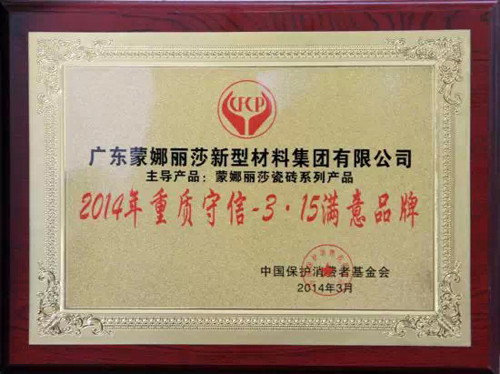 CFCP
广东蒙娜丽莎新型材料集团有限公司
主导产品：蒙娜丽莎瓷砖系列产品
2014年重质守信-3·15满意品牌
中国保护消费者基金会
2014年3月